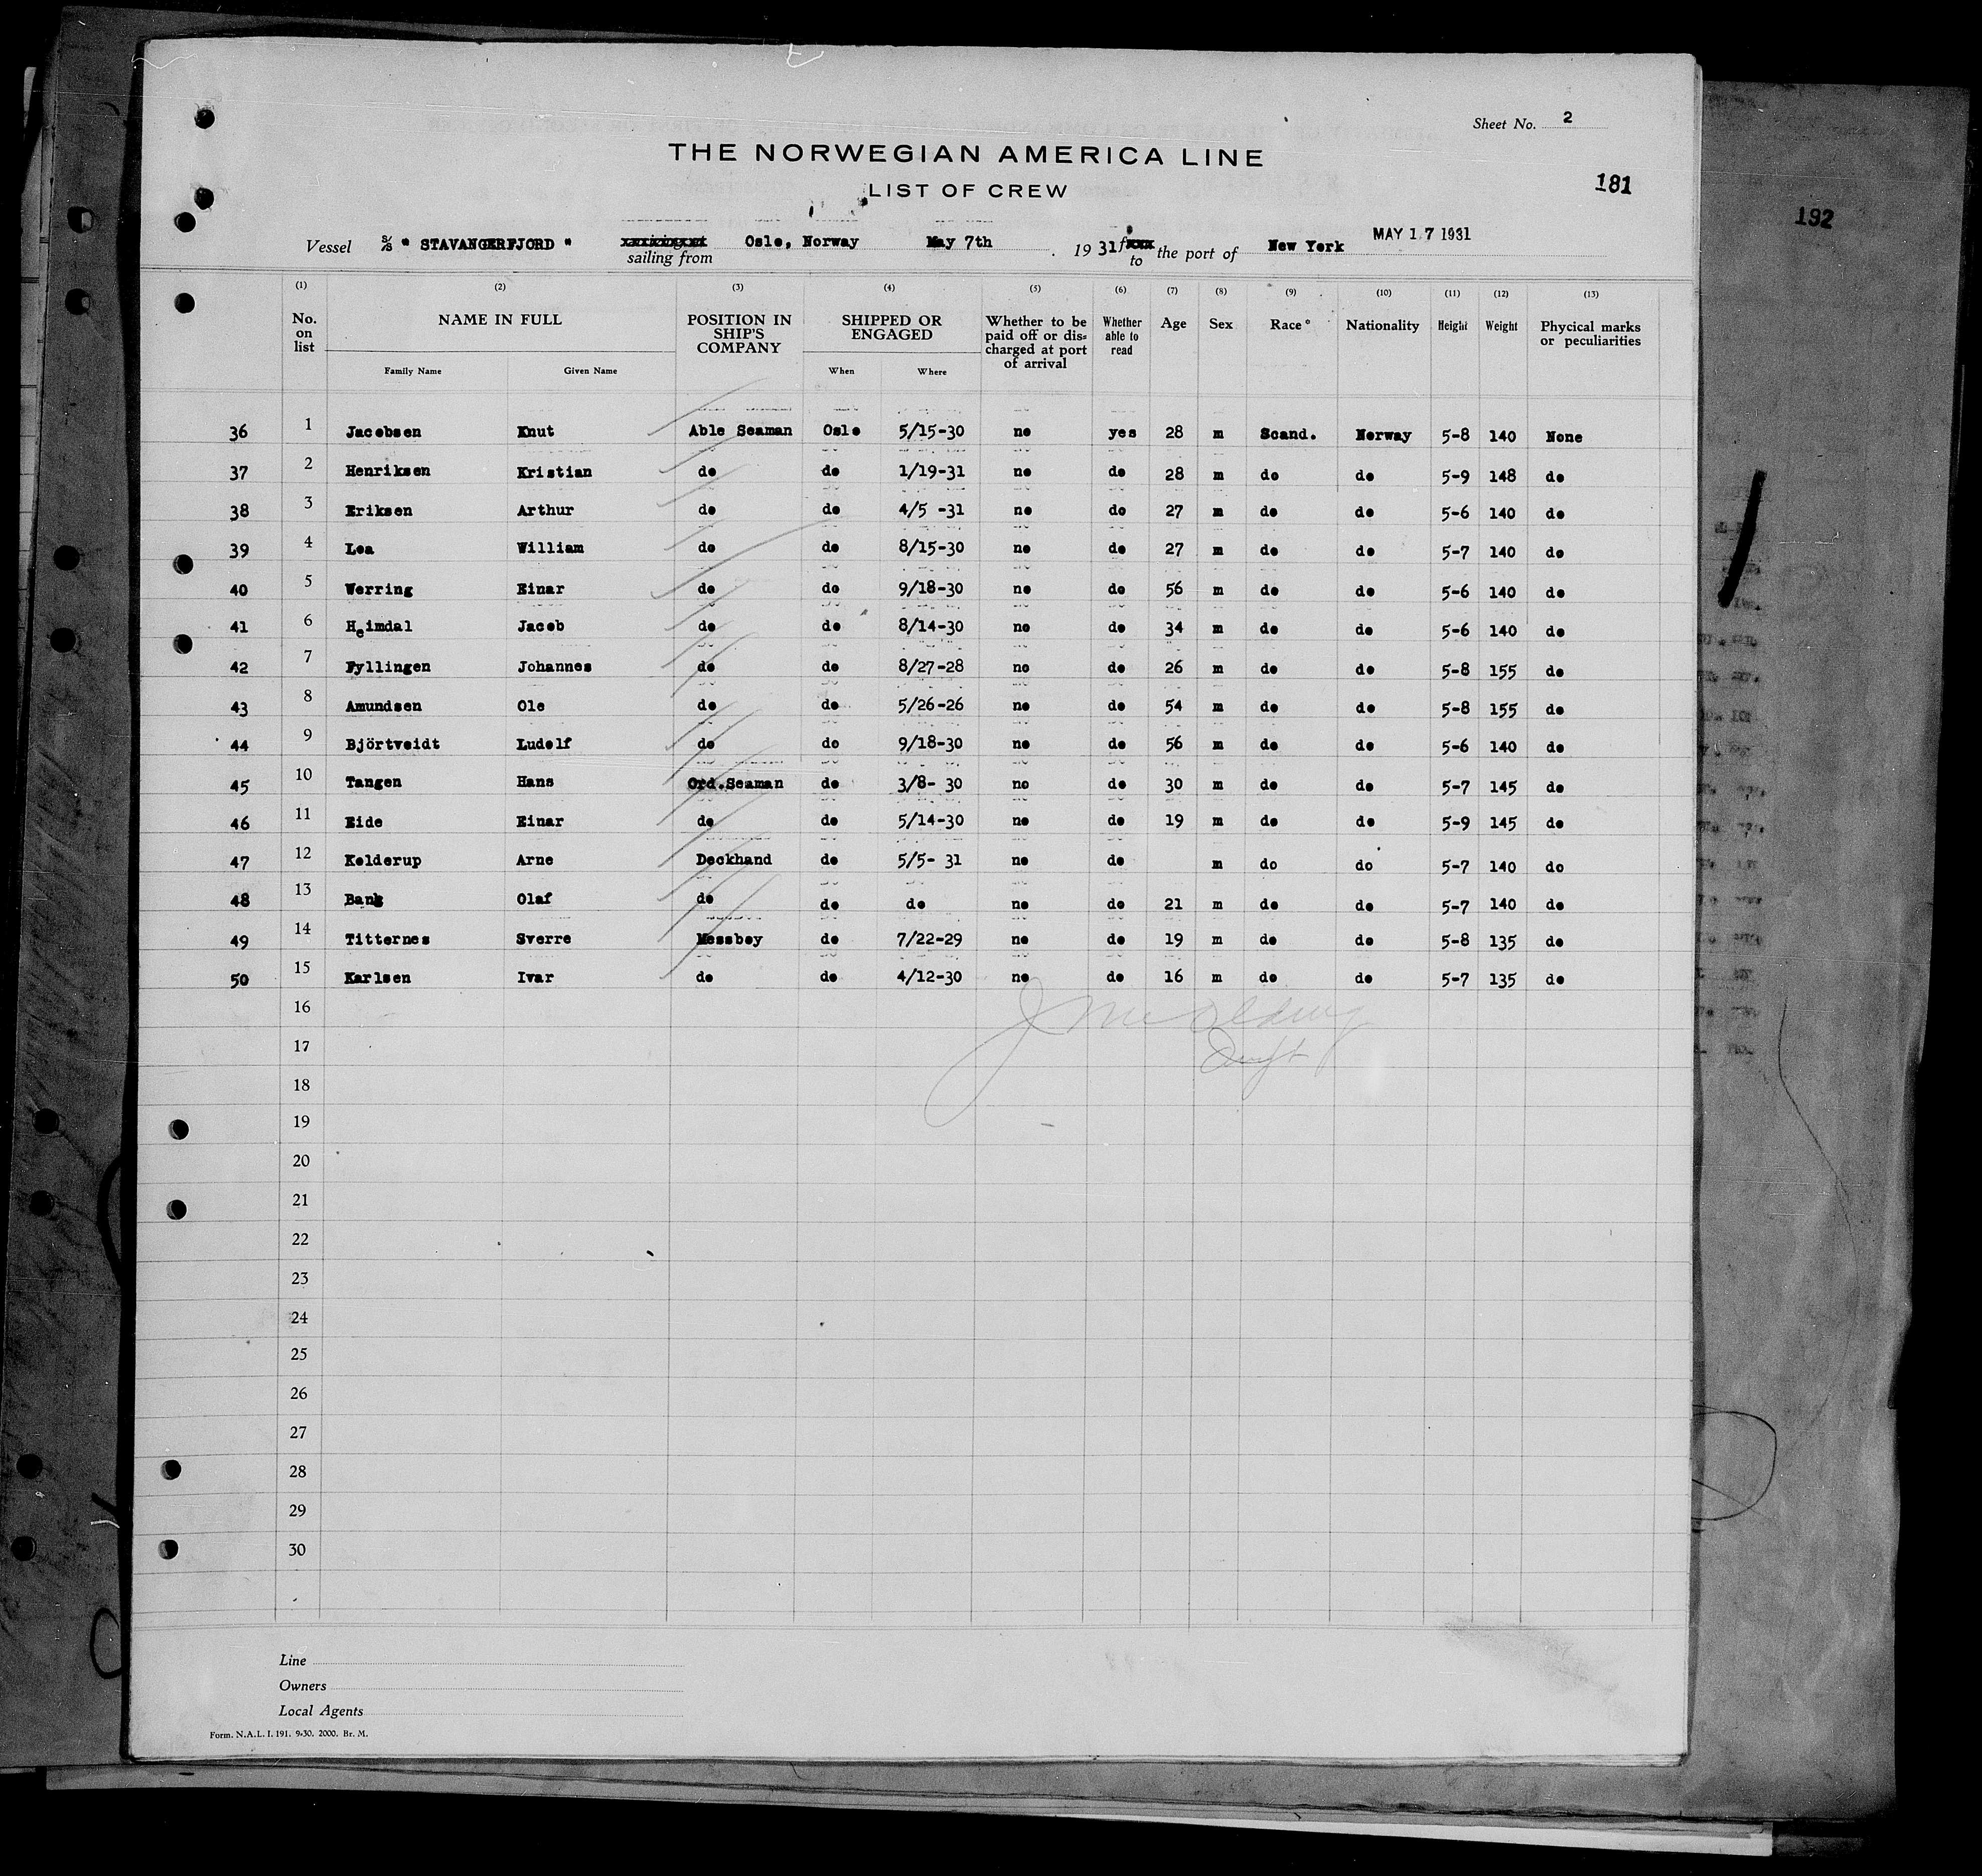 Sheet No. 2
THE NORWEGIAN AMERICA LINE
LIST OF CREW
181
192
MAY 17 1931
Vessel S/S " STAVANGERFJORD " sailing from Oslo, Norway May 7th 1931 to the port of New York
(1) (2) (3) (4) (5) (6) (7) (8) (9) (10) (11) (12) (13)
No. on list NAME IN FULL POSITION IN SHIP'S COMPANY SHIPPED OR ENGAGED Whether to be paid off or dis=charged at port of arrival Whether able to read Age Sex Race* Nationality Height Weight Phycical marks or peculiarities
Family Name Given Name When Where
36 1 Jacobsen Knut Able Seaman Oslo 5/15-30 no yes 28 m Scand. Norway 5-8 140 None
37 2 Henriksen Kristian do do 1/19-31 no do 28 m do do 5-9 148 do
38 3 Eriksen Arthur do do 4/5 -31 no do 27 m do do 5-6 140 do
39 4 Lea William do do 8/15-30 no do 27 m do do 5-7 140 do
40 5 Werring Einar do do 9/18-30 no do 56 m do do 5-6 140 do
41 6 Heimdal Jacob do do 8/14-30 no do 34 m do do 5-6 140 do
42 7 Fyllingen Johannes do do 8/27-28 no do 26 m do do 5-8 155 do
43 8 Amundsen Ole do do 5/26-26 no do 54 m do do 5-8 155 do
44 9 Björtveidt Ludolf do do 9/18-30 no do 56 m do do 5-6 140 do
45 10 Tangen Hans Ord.Seaman do 3/8- 30 no do 30 m do do 5-7 145 do
46 11 Eide Einar do do 5/14-30 no do 19 m do do 5-9 145 do
47 12 Kolderup Arne Deckhand do 5/5- 31 no do m do do 5-7 140 do
48 13 Bang Olaf do do do no do 21 m do do 5-7 140 do
49 14 Titternes Sverre Messboy do 7/22-29 no do 19 m do do 5-8 135 do
50 15 Karlsen Ivar do do 4/12-30 no do 16 m do do 5-7 135 do
16
17
18
19
20
21
22
23
24
25
26
27
28
29
30
Line
Owners
Local Agents
Form. N.A.L. I. 191. 9-30. 2000. Br. M.